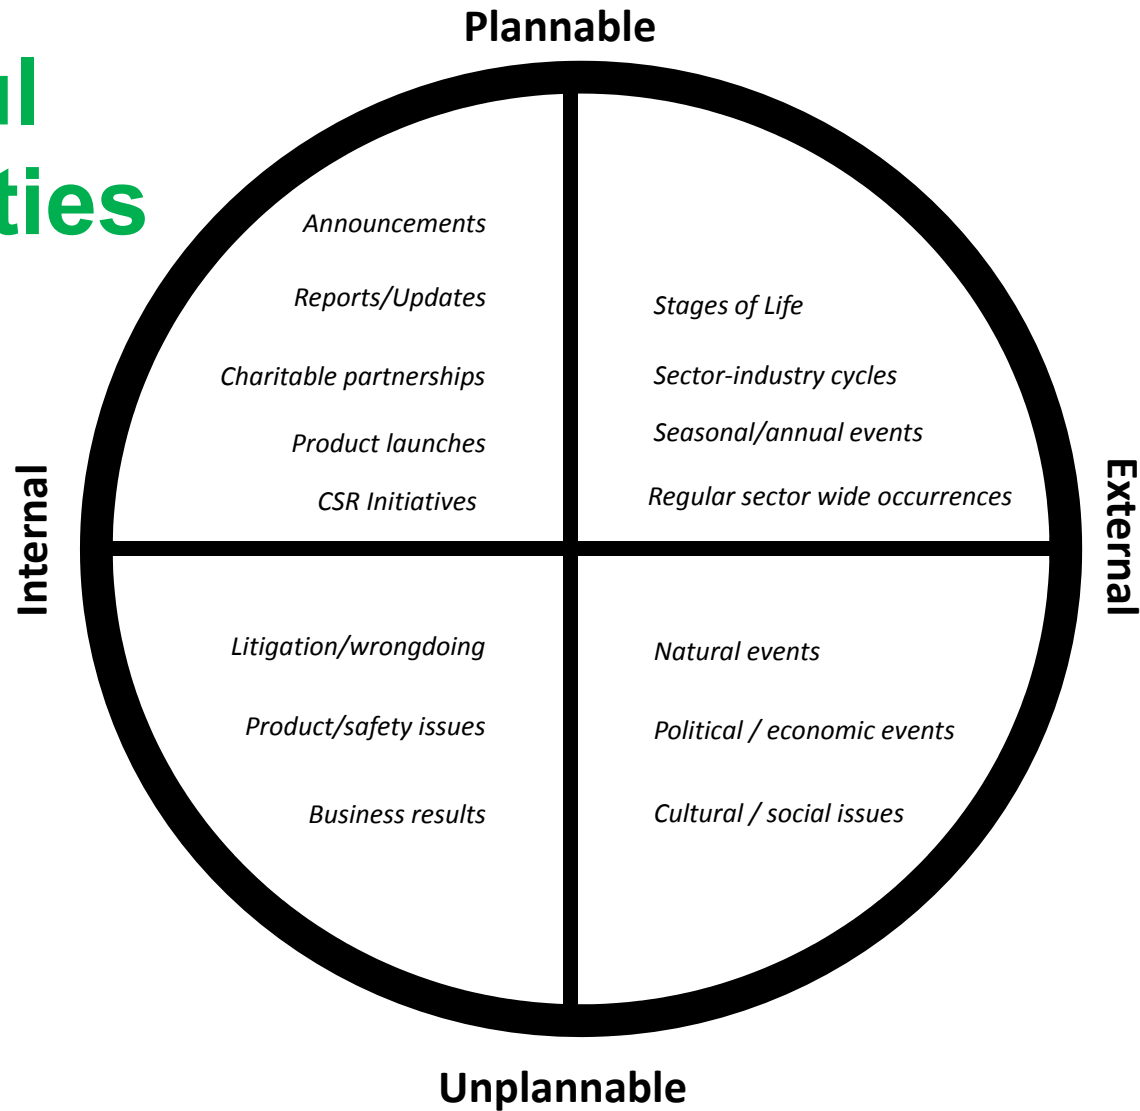 Plannable
ul
ties
Announcements
Reports/Updates
Charitable partnerships
Product launches
CSR Initiatives
Stages of Life
Sector-industry cycles
Seasonal/annual events
Regular sector wide occurrences
Internal
External
Litigation/wrongdoing
Product/safety issues
Business results
Natural events
Political / economic events
Cultural / social issues
Unplannable